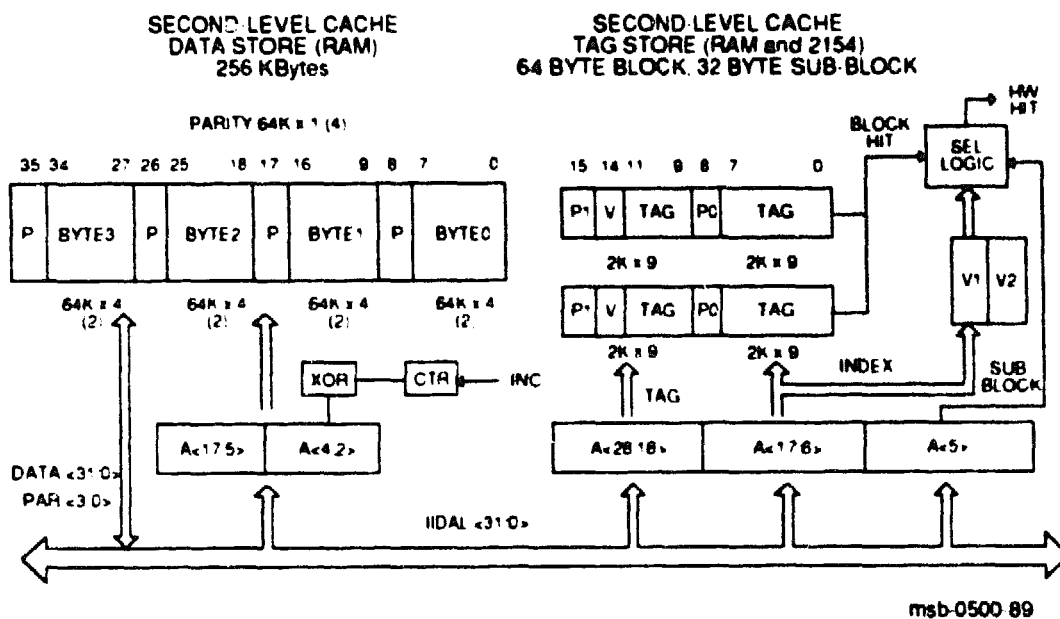 SECOND-LEVEL CACHE
DATA STORE (RAM)
256 KBytes
SECOND-LEVEL CACHE
TAG STORE (RAM and 2154)
64 BYTE BLOCK, 32 BYTE SUB-BLOCK
PARITY 64K x 1 (4)
35 34 27 26 25 18 17 16 9 8 7 0
P BYTE3 P BYTE2 P BYTE1 P BYTE0
64K x 4 64K x 4 64K x 4 64K x 4
(2) (2) (2) (2)
XOR CTR INC
A<17:5> A<4:2>
DATA <31:0>
PAR <3:0>
HW
HIT
BLOCK
HIT
SEL
LOGIC
15 14 11 9 8 7 0
P1 V TAG P0 TAG
2K x 9 2K x 9
P1 V TAG P0 TAG
2K x 9 2K x 9
V1 V2
INDEX
SUB
BLOCK
TAG
A<28:18> A<17:6> A<5>
IIDAL <31:0>
msb-0500-89